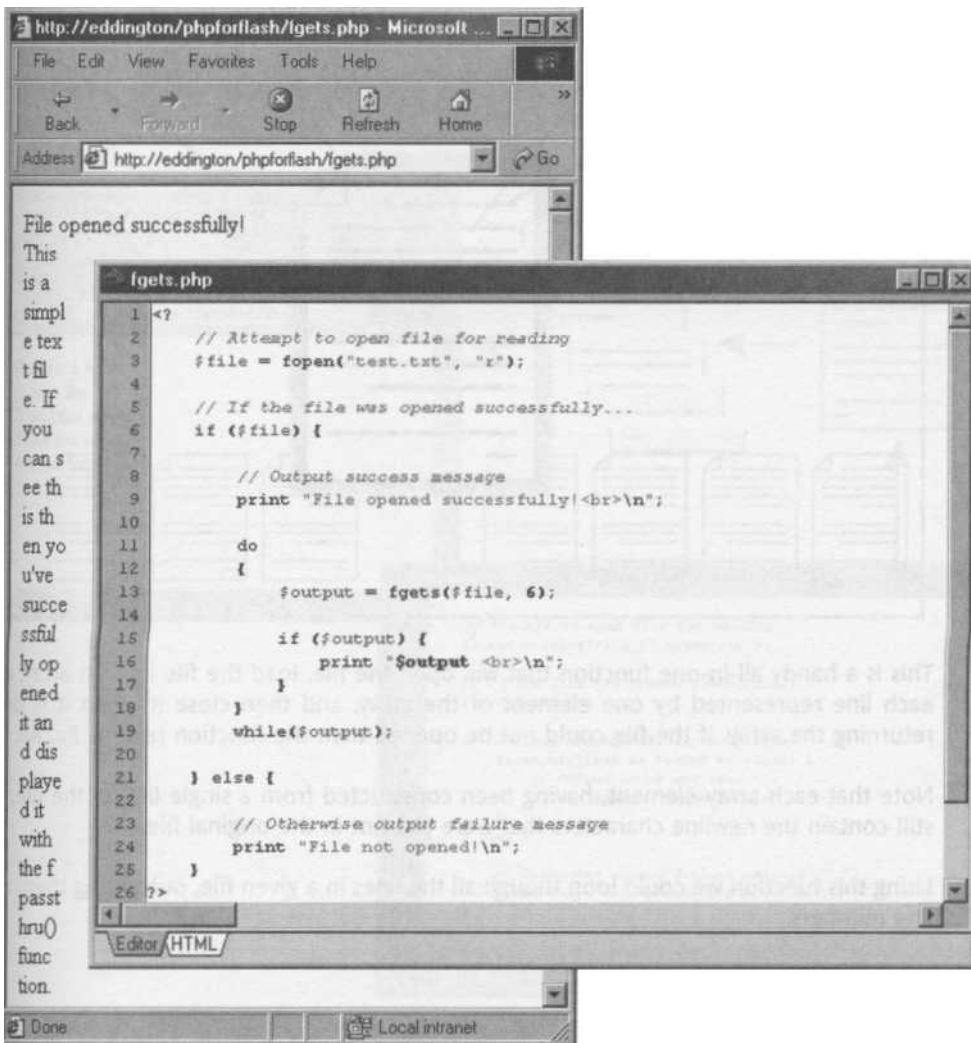 http://eddington/phpforflash/fgets.php - Microsoft ...
File Edit View Favorites Tools Help
Back Forward Stop Refresh Home »
Address http://eddington/phpforflash/fgets.php Go
File opened successfully!
This
is a
simpl
e tex
t fil
e. If
you
can s
ee th
is th
en yo
u've
succe
ssful
ly op
ened
it an
d dis
playe
d it
with
the f
passt
hru()
func
tion.
fgets.php
1 <?
2 // Attempt to open file for reading
3 $file = fopen("test.txt", "r");
4
5 // If the file was opened successfully...
6 if ($file) {
7
8 // Output success message
9 print "File opened successfully!<br>\n";
10
11 do
12 {
13 $output = fgets($file, 6);
14
15 if ($output) {
16 print "$output <br>\n";
17 }
18 }
19 while($output);
20
21 } else {
22
23 // Otherwise output failure message
24 print "File not opened!\n";
25 }
26 ?>
Editor HTML
Done Local intranet